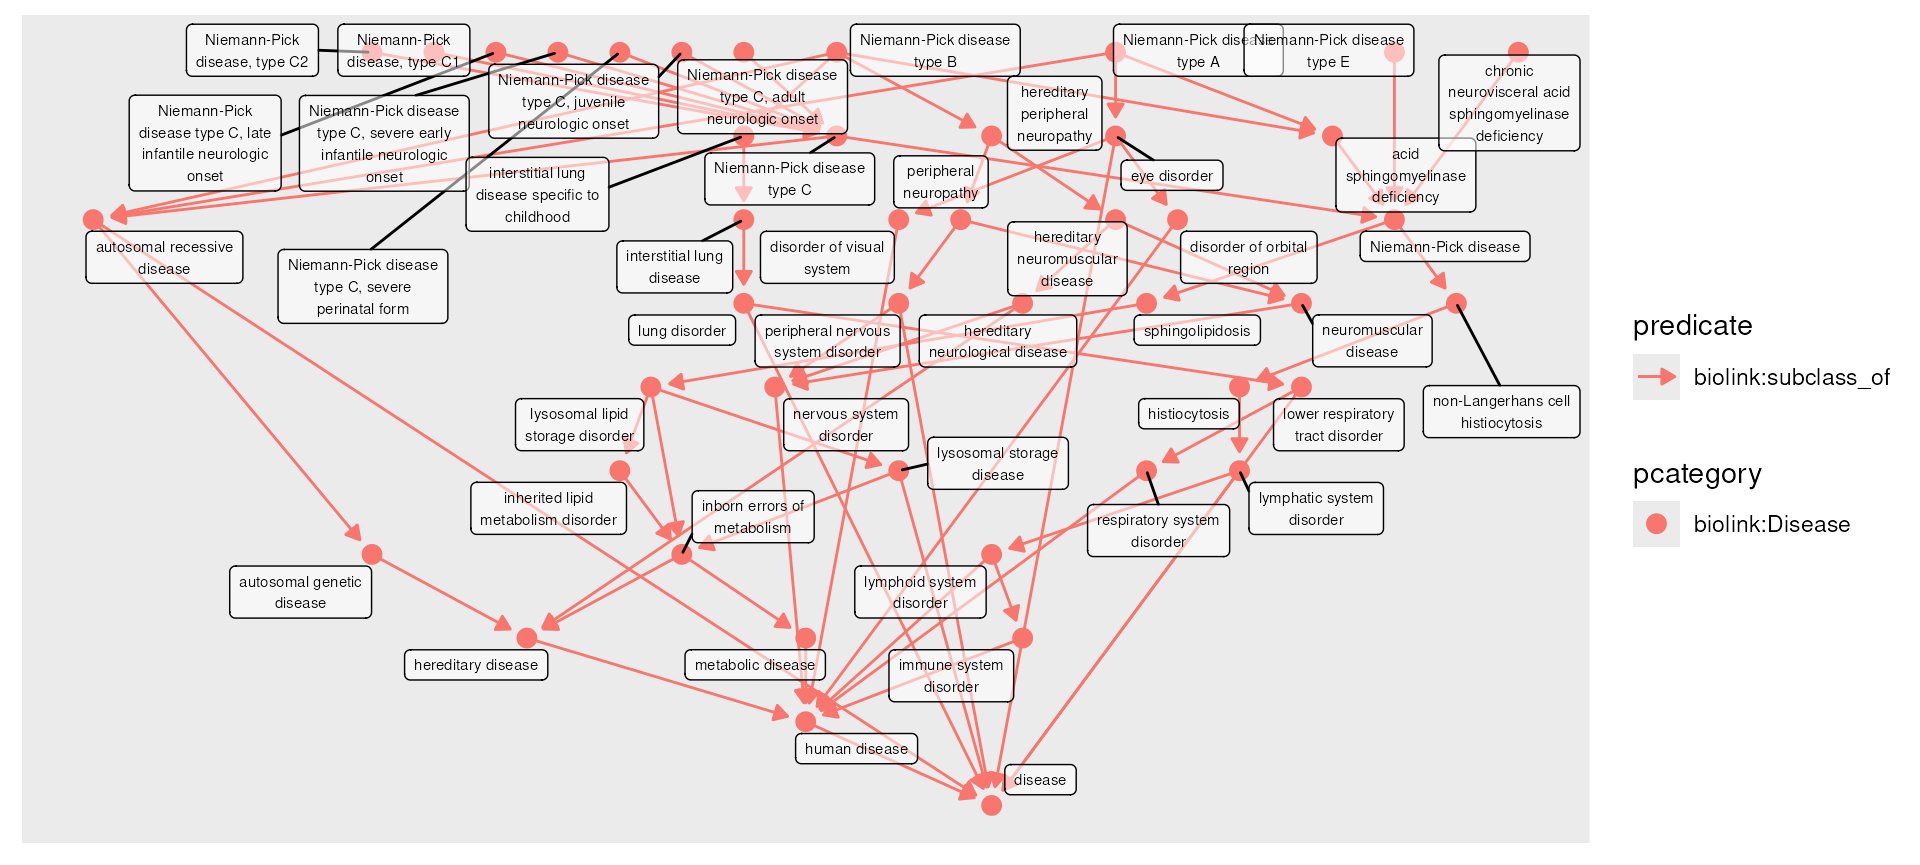 Niemann-Pick
disease, type C2
Niemann-Pick
disease, type C1
Niemann-Pick disease
type B
Niemann-Pick disease
type A
Niemann-Pick disease
type E
chronic
neurovisceral acid
sphingomyelinase
deficiency
Niemann-Pick
disease type C, late
infantile neurologic
onset
Niemann-Pick disease
type C, severe early
infantile neurologic
onset
Niemann-Pick disease
type C, juvenile
neurologic onset
Niemann-Pick disease
type C, adult
neurologic onset
hereditary
peripheral
neuropathy
interstitial lung
disease specific to
childhood
Niemann-Pick disease
type C
peripheral
neuropathy
eye disorder
acid
sphingomyelinase
deficiency
autosomal recessive
disease
Niemann-Pick disease
type C, severe
perinatal form
interstitial lung
disease
disorder of visual
system
hereditary
neuromuscular
disease
disorder of orbital
region
Niemann-Pick disease
lung disorder
peripheral nervous
system disorder
hereditary
neurological disease
sphingolipidosis
neuromuscular
disease
non-Langerhans cell
histiocytosis
lysosomal lipid
storage disorder
nervous system
disorder
histiocytosis
lower respiratory
tract disorder
lysosomal storage
disease
inherited lipid
metabolism disorder
inborn errors of
metabolism
respiratory system
disorder
lymphatic system
disorder
autosomal genetic
disease
lymphoid system
disorder
hereditary disease
metabolic disease
immune system
disorder
human disease
disease
predicate
biolink:subclass_of
pcategory
biolink:Disease